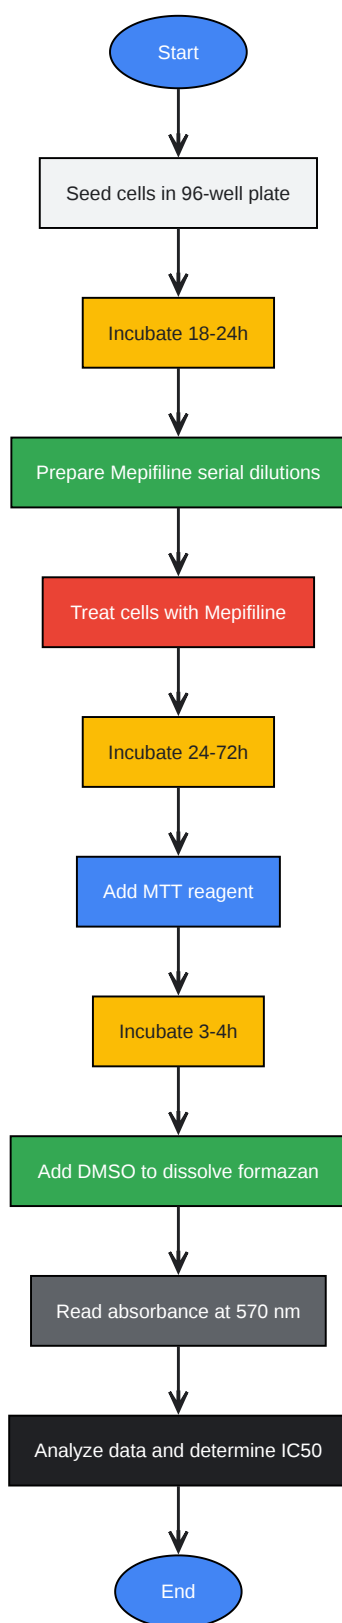 Start
Seed cells in 96-well plate
Incubate 18-24h
Prepare Mepifiline serial dilutions
Treat cells with Mepifiline
Incubate 24-72h
Add MTT reagent
Incubate 3-4h
Add DMSO to dissolve formazan
Read absorbance at 570 nm
Analyze data and determine IC50
End